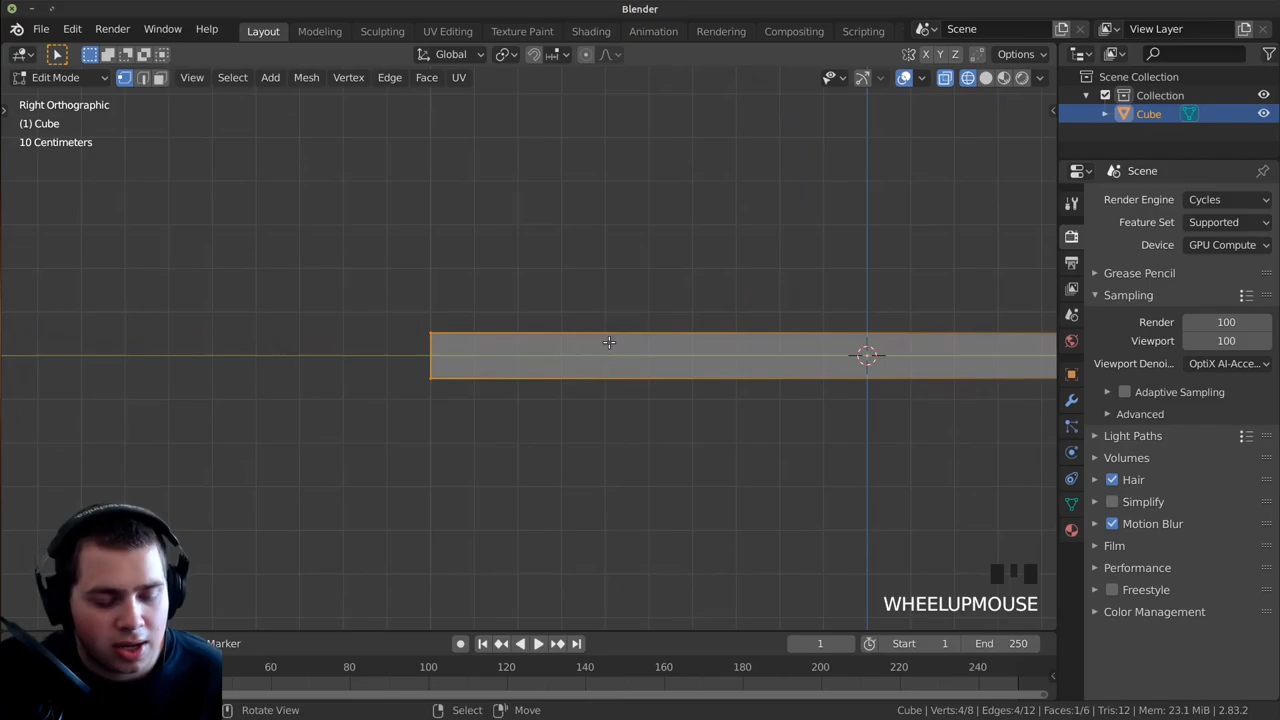 Blender
File Edit Render Window Help
Layout Modeling Sculpting UV Editing Texture Paint Shading Animation Rendering Compositing Scripting
Scene
View Layer
Global
X Y Z
Options
Edit Mode
View Select Add Mesh Vertex Edge Face UV
Right Orthographic
(1) Cube
10 Centimeters
Scene Collection
Collection
Cube
Scene
Render Engine Cycles
Feature Set Supported
Device GPU Compute
Grease Pencil
Sampling
Render 100
Viewport 100
Viewport Denoi... OptiX AI-Acce...
Adaptive Sampling
Advanced
Light Paths
Volumes
Hair
Simplify
Motion Blur
Film
Performance
Freestyle
Color Management
WHEELUPMOUSE
Marker
1
Start 1
End 250
60 80 100 120 140 160 180 200 220 240
Rotate View
Select
Move
Cube | Verts:4/8 | Edges:4/12 | Faces:1/6 | Tris:12 | Mem: 23.1 MiB | 2.83.2